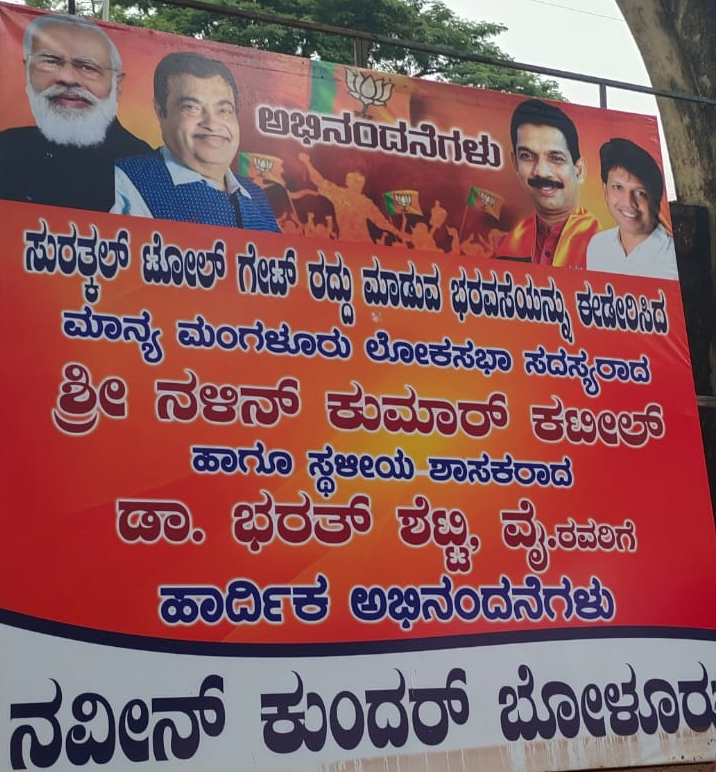 ಅಭಿನಂದನೆಗಳು
ಸುರತ್ಕಲ್ ಟೋಲ್ ಗೇಟ್ ರದ್ದು ಮಾಡುವ ಭರವಸೆಯನ್ನು ಈಡೇರಿಸಿದ
ಮಾನ್ಯ ಮಂಗಳೂರು ಲೋಕಸಭಾ ಸದಸ್ಯರಾದ
ಶ್ರೀ ನಳಿನ್ ಕುಮಾರ್ ಕಟೀಲ್
ಹಾಗೂ ಸ್ಥಳೀಯ ಶಾಸಕರಾದ
ಡಾ. ಭರತ್ ಶೆಟ್ಟಿ, ವೈ.ರವರಿಗೆ
ಹಾರ್ದಿಕ ಅಭಿನಂದನೆಗಳು
ನವೀನ್ ಕುಂದರ್ ಬೋಳೂರು